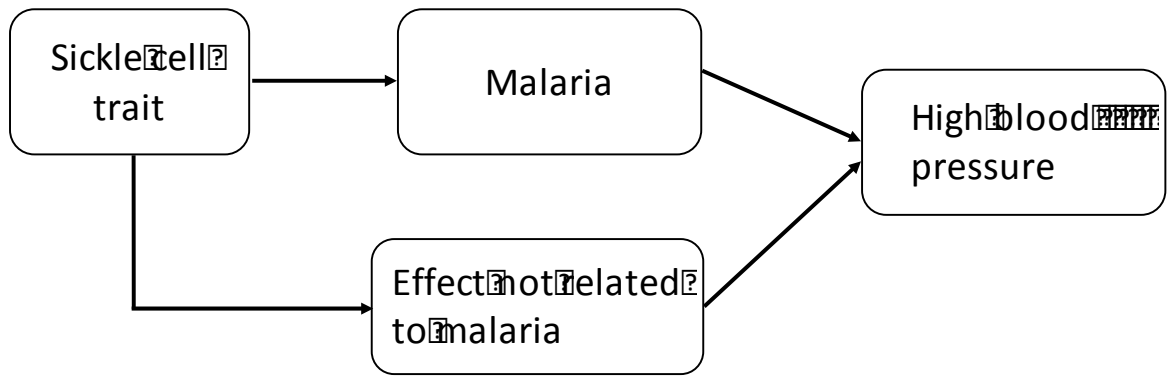 Sickle cell
trait
Malaria
High blood
pressure
Effect not related
to malaria